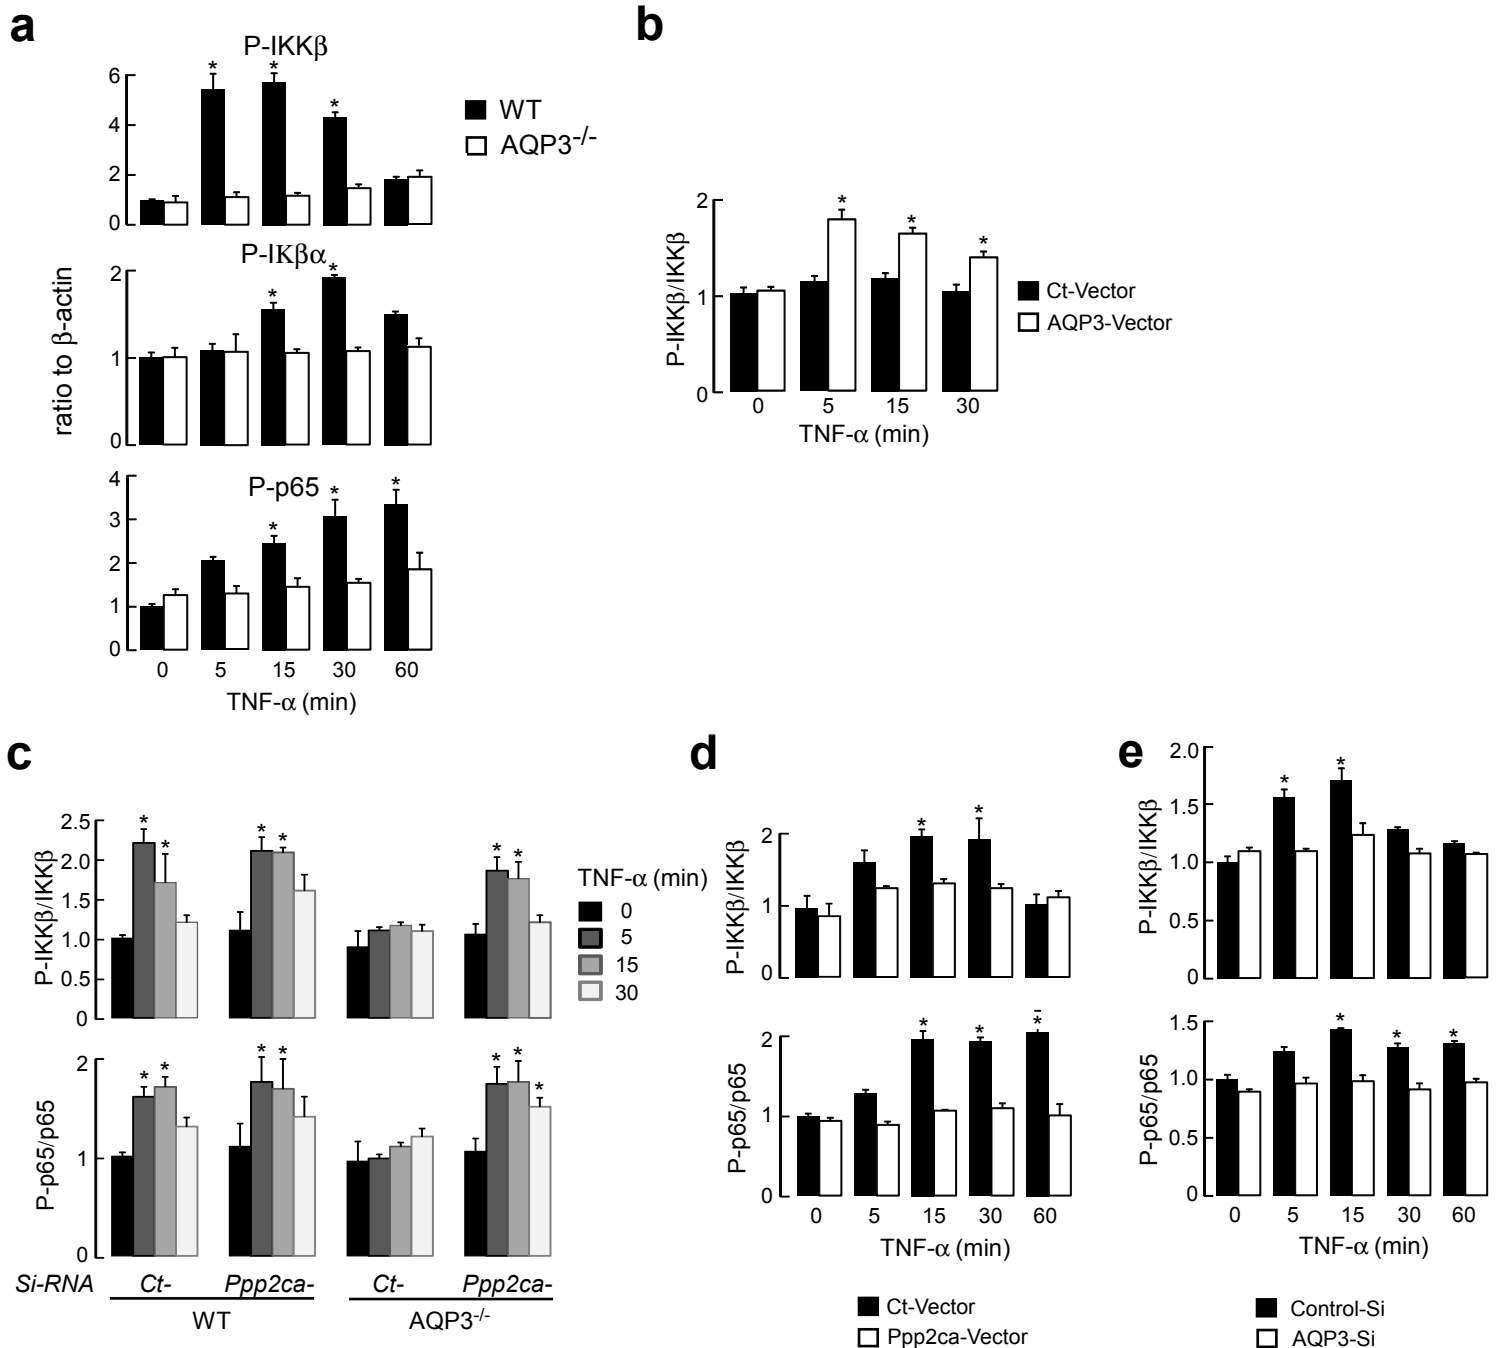 a
P-IKKβ
6
4
2
0
* * *
WT
AQP3-/-
P-IΚβα
2
1
0
* *
ratio to β-actin
P-p65
4
3
2
1
0
* * *
0 5 15 30 60
TNF-α (min)
b
P-IKKβ/IKKβ
2
1
0
* * *
0 5 15 30
TNF-α (min)
Ct-Vector
AQP3-Vector
c
P-IKKβ/IKKβ
2.5
2.0
1.5
1.0
0.5
0
* * * * * *
TNF-α (min)
0
5
15
30
P-p65/p65
2
1
0
* * * * * * *
Si-RNA Ct- Ppp2ca- Ct- Ppp2ca-
WT AQP3-/-
d
P-IKKβ/IKKβ
2
1
0
* *
P-p65/p65
2
1
0
* * *
0 5 15 30 60
TNF-α (min)
Ct-Vector
Ppp2ca-Vector
e
P-IKKβ/IKKβ
2.0
1.5
1.0
0.5
0
* *
P-p65/p65
1.5
1.0
0.5
0
* * *
0 5 15 30 60
TNF-α (min)
Control-Si
AQP3-Si